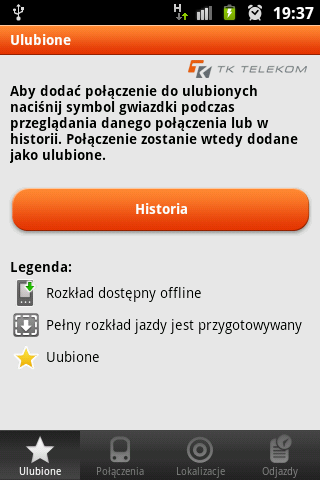 H
19:37
Ulubione
TK TELEKOM
Aby dodać połączenie do ulubionych
naciśnij symbol gwiazdki podczas
przeglądania danego połączenia lub w
historii. Połączenie zostanie wtedy dodane
jako ulubione.
Historia
Legenda:
Rozkład dostępny offline
Pełny rozkład jazdy jest przygotowywany
Uubione
Ulubione
Połączenia
Lokalizacje
Odjazdy